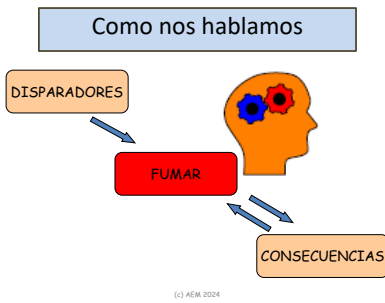 Como nos hablamos
DISPARADORES
FUMAR
CONSECUENCIAS
(c) AEM 2024